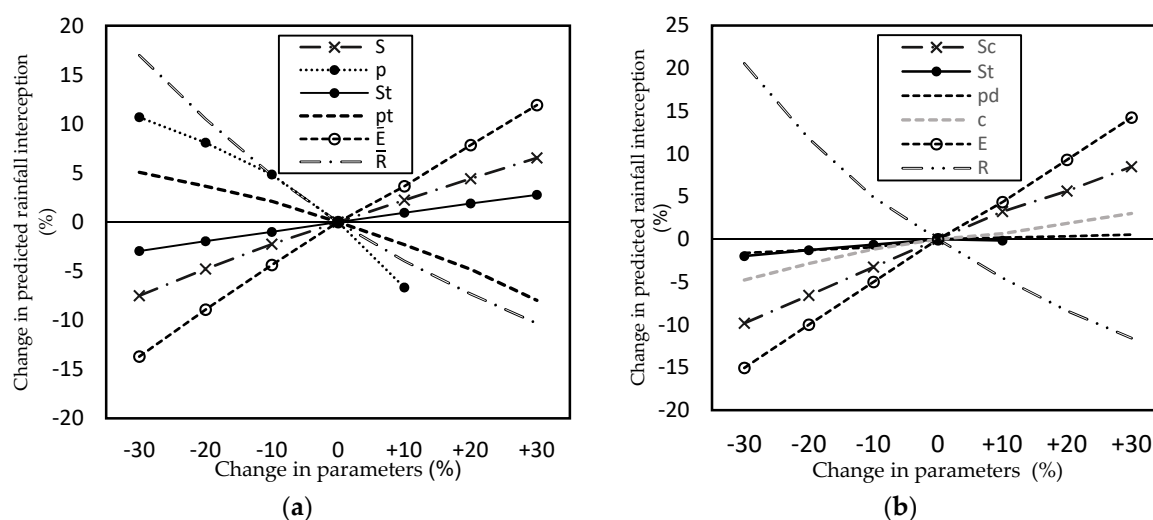 Change in predicted rainfall interception
(%)
20
15
10
5
0
-5
-10
-15
-20
S
p
St
pt
Ē
R̄
-30
-20
-10
0
+10
+20
+30
Change in parameters (%)
(a)
Change in predicted rainfall interception
(%)
25
20
15
10
5
0
-5
-10
-15
-20
Sc
St
pd
c
E
R
-30
-20
-10
0
+10
+20
+30
Change in parameters (%)
(b)